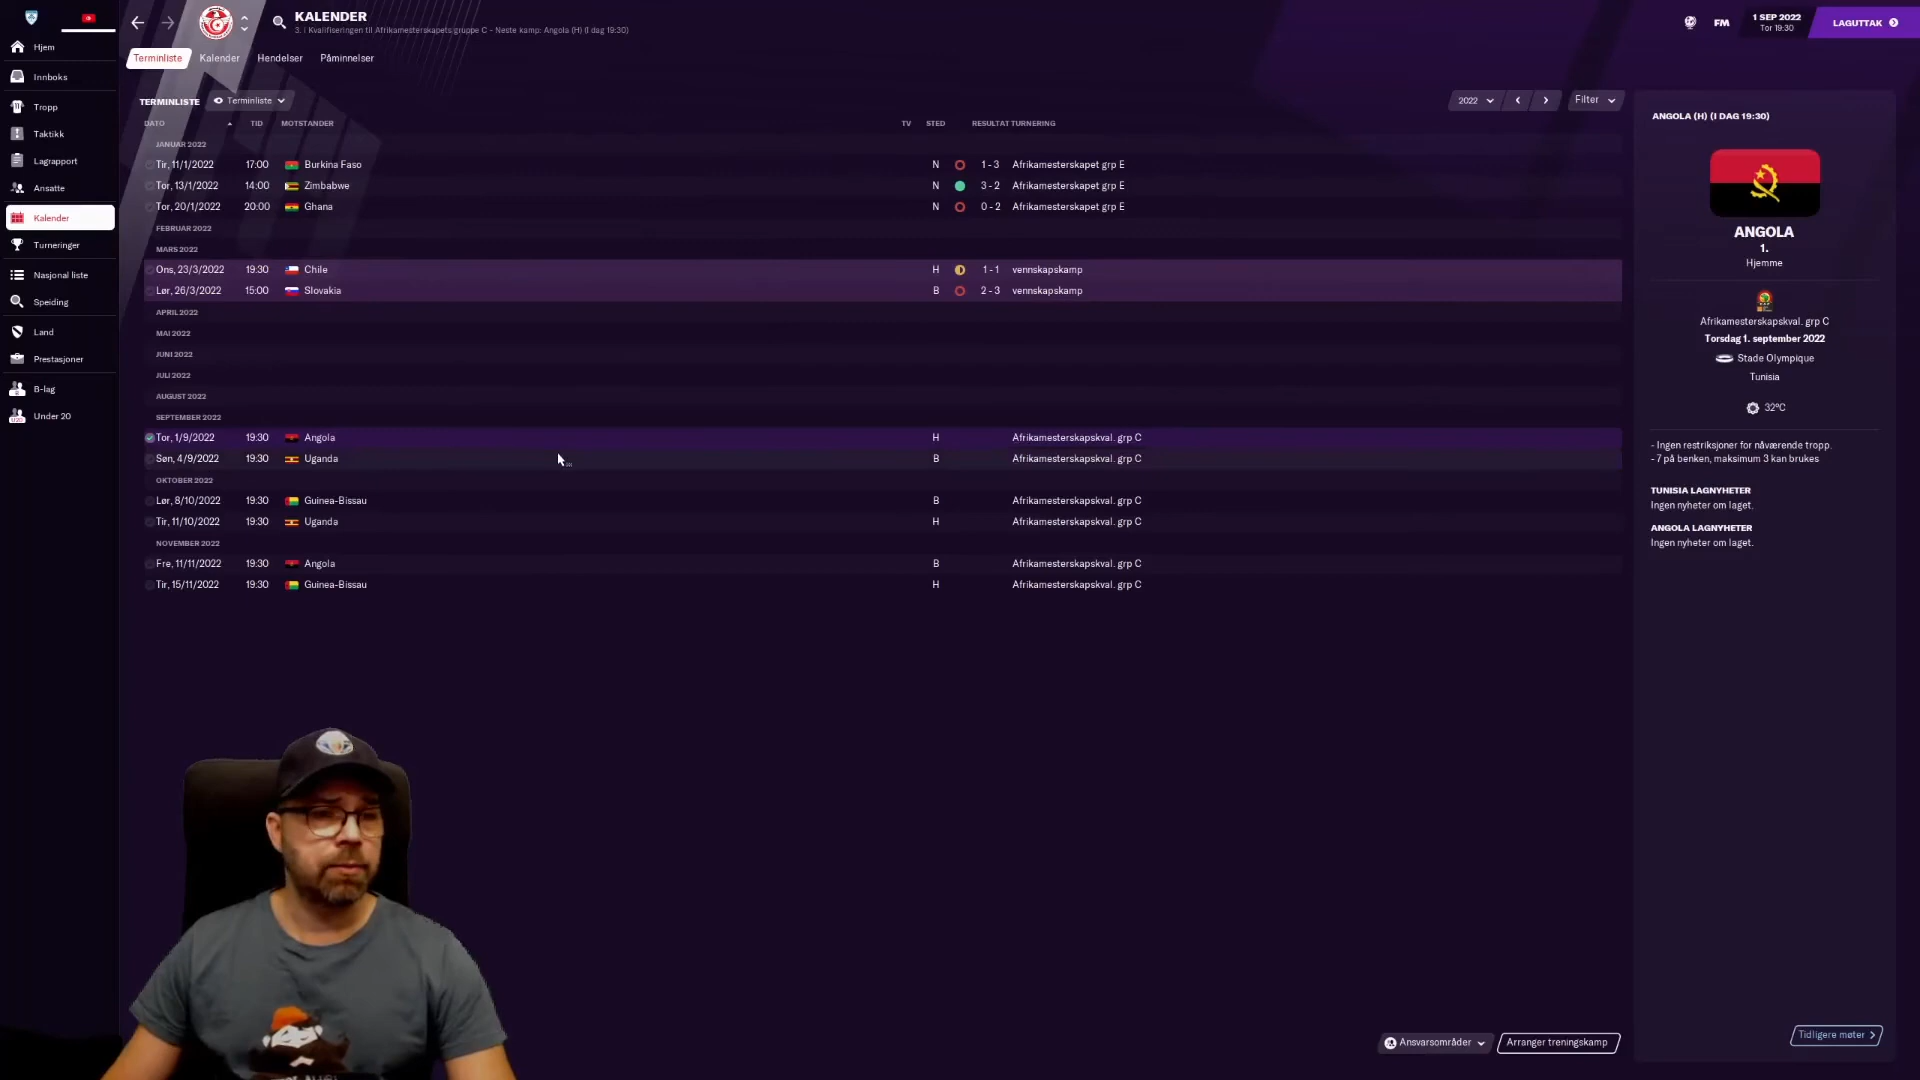 KALENDER
3. i Kvalifiseringen til Afrikamesterskapets gruppe C - Neste kamp: Angola (H) (I dag 19:30)
FM
1 SEP 2022
Tor 19:30
LAGUTTAK
Hjem
Innboks
Tropp
Taktikk
Lagrapport
Ansatte
Kalender
Turneringer
Nasjonal liste
Speiding
Land
Prestasjoner
B-lag
Under 20
Terminliste Kalender Hendelser Påminnelser
TERMINLISTE Terminliste 2022 Filter
DATO TID MOTSTANDER TV STED RESULTAT TURNERING
JANUAR 2022
Tir, 11/1/2022 17:00 Burkina Faso N 1 - 3 Afrikamesterskapet grp E
Tor, 13/1/2022 14:00 Zimbabwe N 3 - 2 Afrikamesterskapet grp E
Tor, 20/1/2022 20:00 Ghana N 0 - 2 Afrikamesterskapet grp E
FEBRUAR 2022
MARS 2022
Ons, 23/3/2022 19:30 Chile H 1 - 1 vennskapskamp
Lør, 26/3/2022 15:00 Slovakia B 2 - 3 vennskapskamp
APRIL 2022
MAI 2022
JUNI 2022
JULI 2022
AUGUST 2022
SEPTEMBER 2022
Tor, 1/9/2022 19:30 Angola H Afrikamesterskapskval. grp C
Søn, 4/9/2022 19:30 Uganda B Afrikamesterskapskval. grp C
OKTOBER 2022
Lør, 8/10/2022 19:30 Guinea-Bissau B Afrikamesterskapskval. grp C
Tir, 11/10/2022 19:30 Uganda H Afrikamesterskapskval. grp C
NOVEMBER 2022
Fre, 11/11/2022 19:30 Angola B Afrikamesterskapskval. grp C
Tir, 15/11/2022 19:30 Guinea-Bissau H Afrikamesterskapskval. grp C
ANGOLA (H) (I DAG 19:30)
ANGOLA
1.
Hjemme
Afrikamesterskapskval. grp C
Torsdag 1. september 2022
Stade Olympique
Tunisia
32°C
- Ingen restriksjoner for nåværende tropp.
- 7 på benken, maksimum 3 kan brukes
TUNISIA LAGNYHETER
Ingen nyheter om laget.
ANGOLA LAGNYHETER
Ingen nyheter om laget.
Tidligere møter
Ansvarsområder
Arranger treningskamp